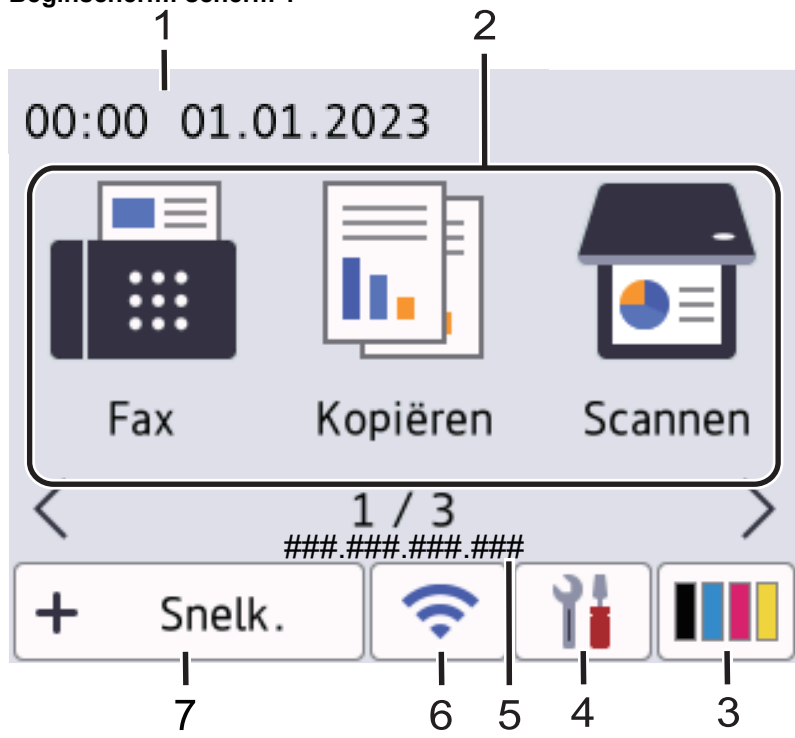 1 2
00:00 01.01.2023
Fax Kopiëren Scannen
1 / 3
###.###.###.###
+ Snelk.
7 6 5 4 3